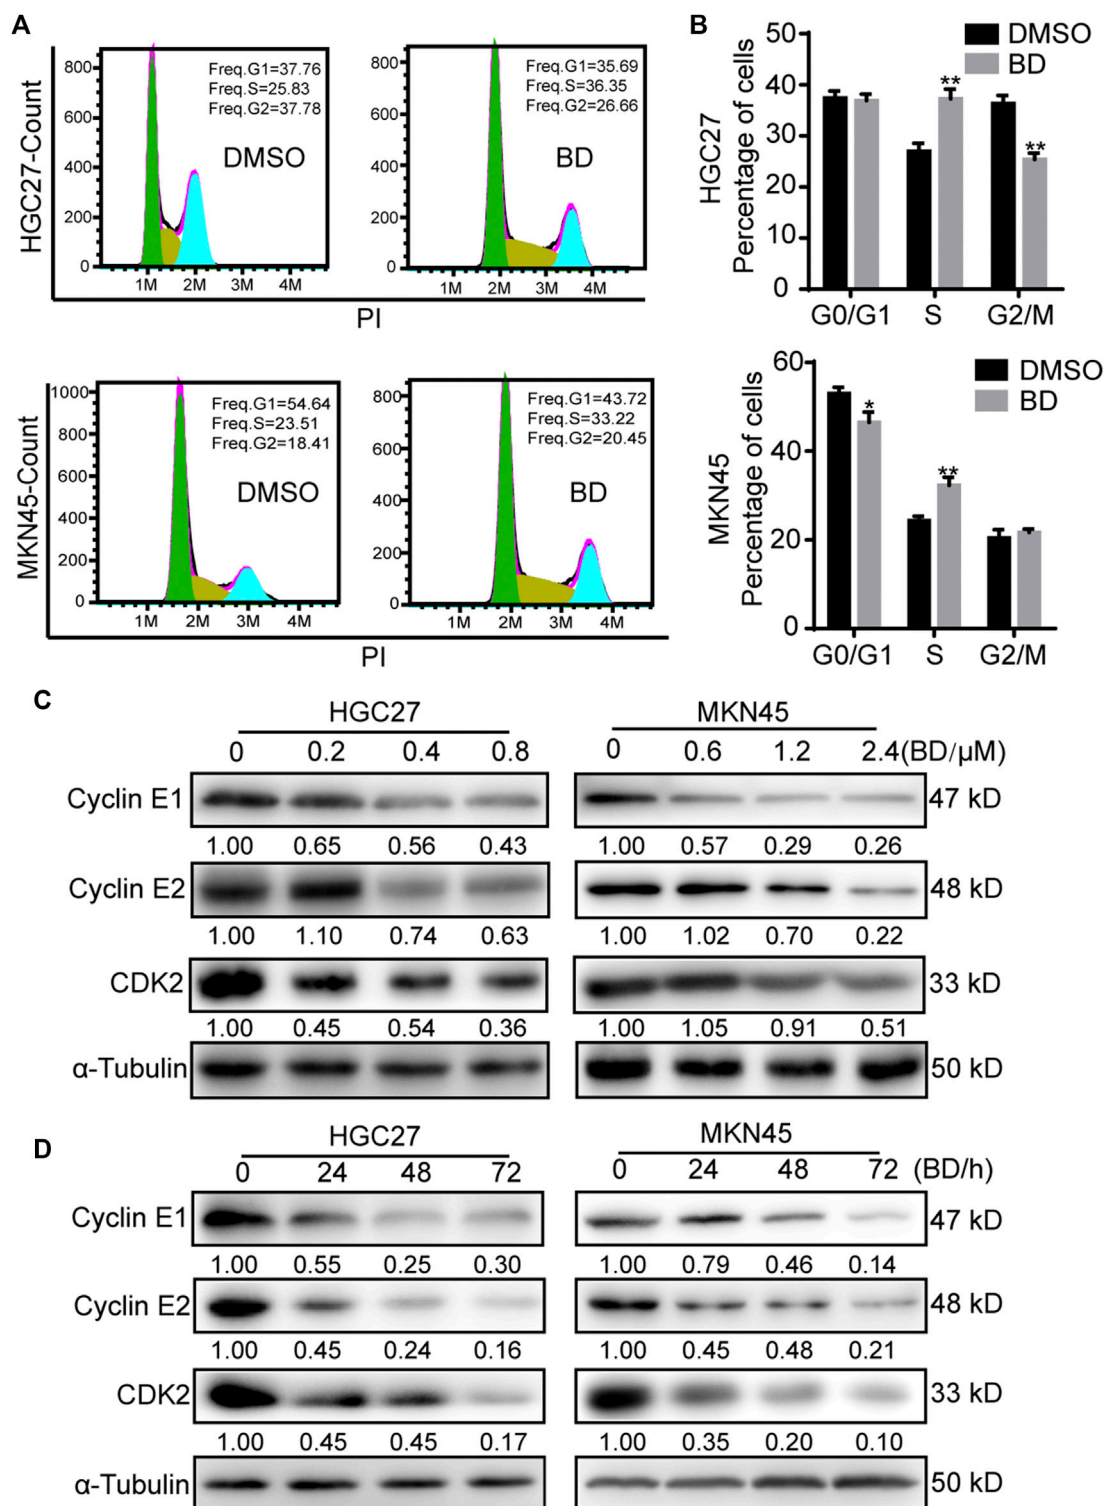 A
HGC27-Count
800
600
400
200
0
Freq.G1=37.76
Freq.S=25.83
Freq.G2=37.78
DMSO
1M 2M 3M 4M
800
600
400
200
0
Freq.G1=35.69
Freq.S=36.35
Freq.G2=26.66
BD
1M 2M 3M 4M
PI
MKN45-Count
1000
800
600
400
200
0
Freq.G1=54.64
Freq.S=23.51
Freq.G2=18.41
DMSO
1M 2M 3M 4M
800
600
400
200
0
Freq.G1=43.72
Freq.S=33.22
Freq.G2=20.45
BD
1M 2M 3M 4M
PI
B
HGC27
Percentage of cells
50
40
30
20
10
0
DMSO
BD
**
**
G0/G1 S G2/M
MKN45
Percentage of cells
60
40
20
0
DMSO
BD
*
**
G0/G1 S G2/M
C
HGC27 MKN45
0 0.2 0.4 0.8 0 0.6 1.2 2.4 (BD/μM)
Cyclin E1 47 kD
1.00 0.65 0.56 0.43 1.00 0.57 0.29 0.26
Cyclin E2 48 kD
1.00 1.10 0.74 0.63 1.00 1.02 0.70 0.22
CDK2 33 kD
1.00 0.45 0.54 0.36 1.00 1.05 0.91 0.51
α-Tubulin 50 kD
D
HGC27 MKN45
0 24 48 72 0 24 48 72 (BD/h)
Cyclin E1 47 kD
1.00 0.55 0.25 0.30 1.00 0.79 0.46 0.14
Cyclin E2 48 kD
1.00 0.45 0.24 0.16 1.00 0.45 0.48 0.21
CDK2 33 kD
1.00 0.45 0.45 0.17 1.00 0.35 0.20 0.10
α-Tubulin 50 kD